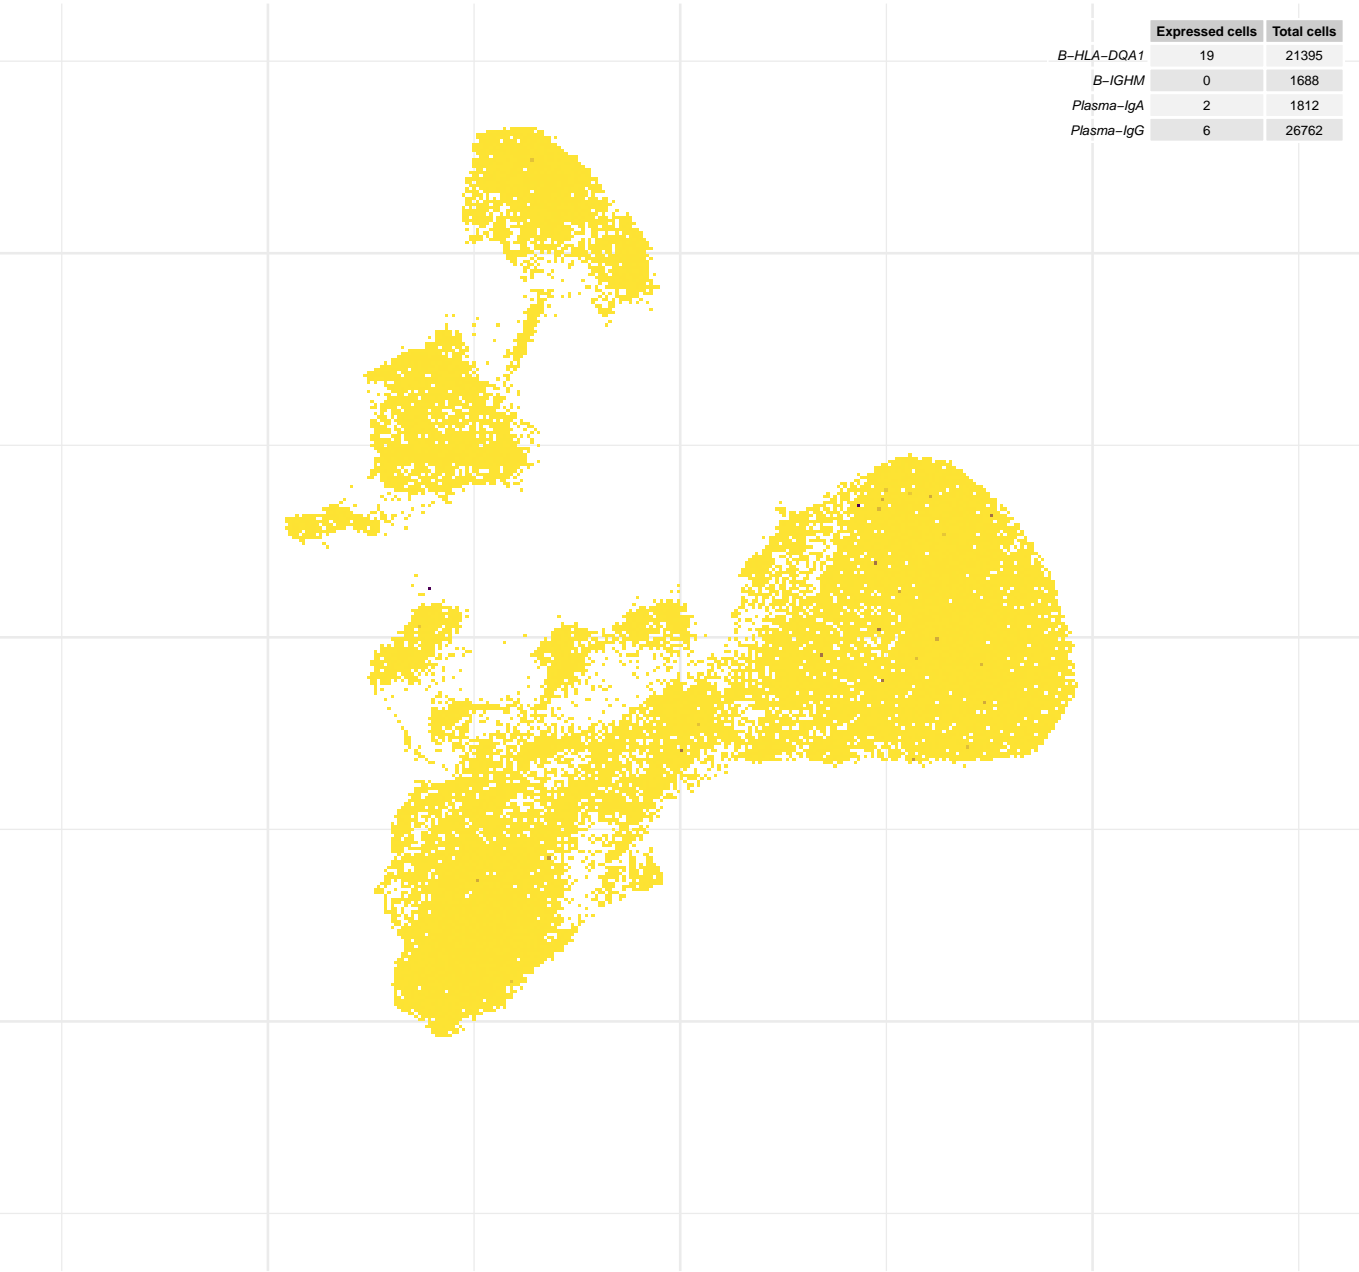 Expressed cells Total cells
B−HLA−DQA1 19 21395
B−IGHM 0 1688
Plasma−IgA 2 1812
Plasma−IgG 6 26762